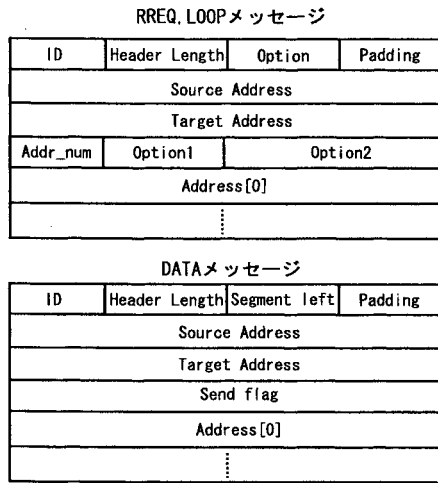 RREQ, LOOPメッセージ
ID Header Length Option Padding
Source Address
Target Address
Addr_num Option1 Option2
Address[0]
DATAメッセージ
ID Header Length Segment left Padding
Source Address
Target Address
Send flag
Address[0]